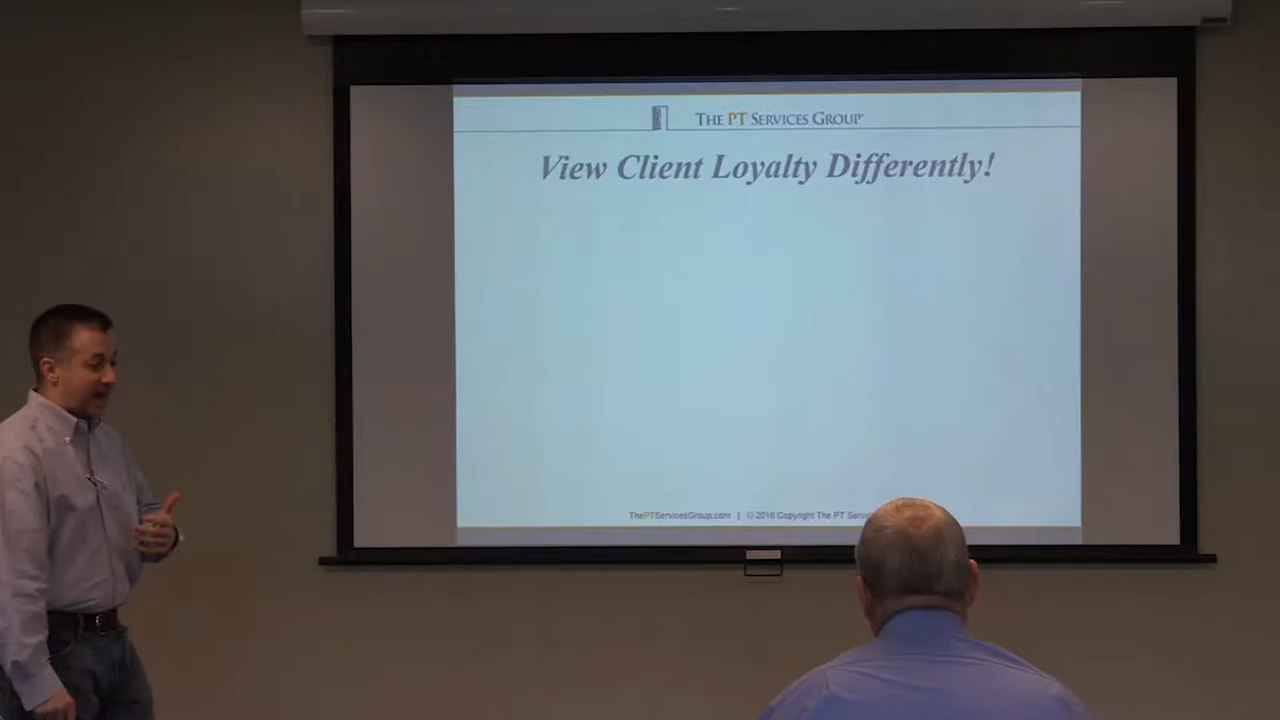 THE PT SERVICES GROUP
View Client Loyalty Differently!
ThePTServicesGroup.com | © 2016 Copyright The PT